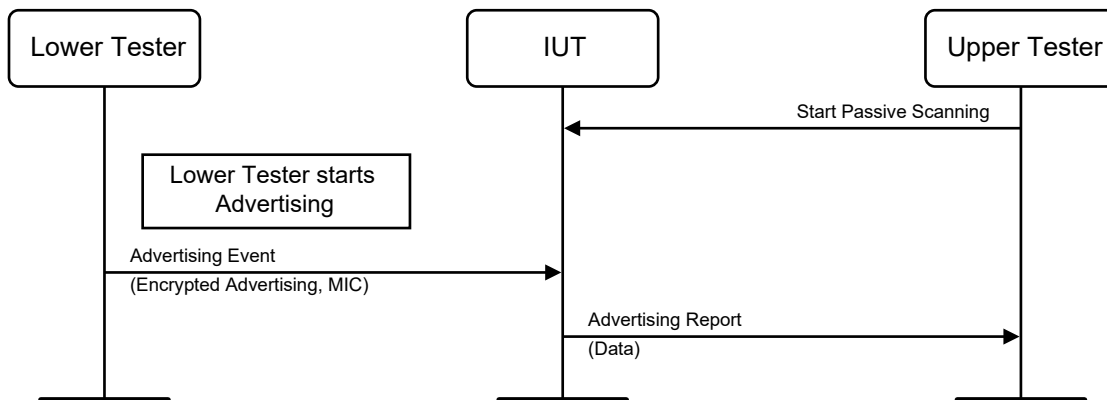 Lower Tester
IUT
Upper Tester
Start Passive Scanning
Lower Tester starts
Advertising
Advertising Event
(Encrypted Advertising, MIC)
Advertising Report
(Data)